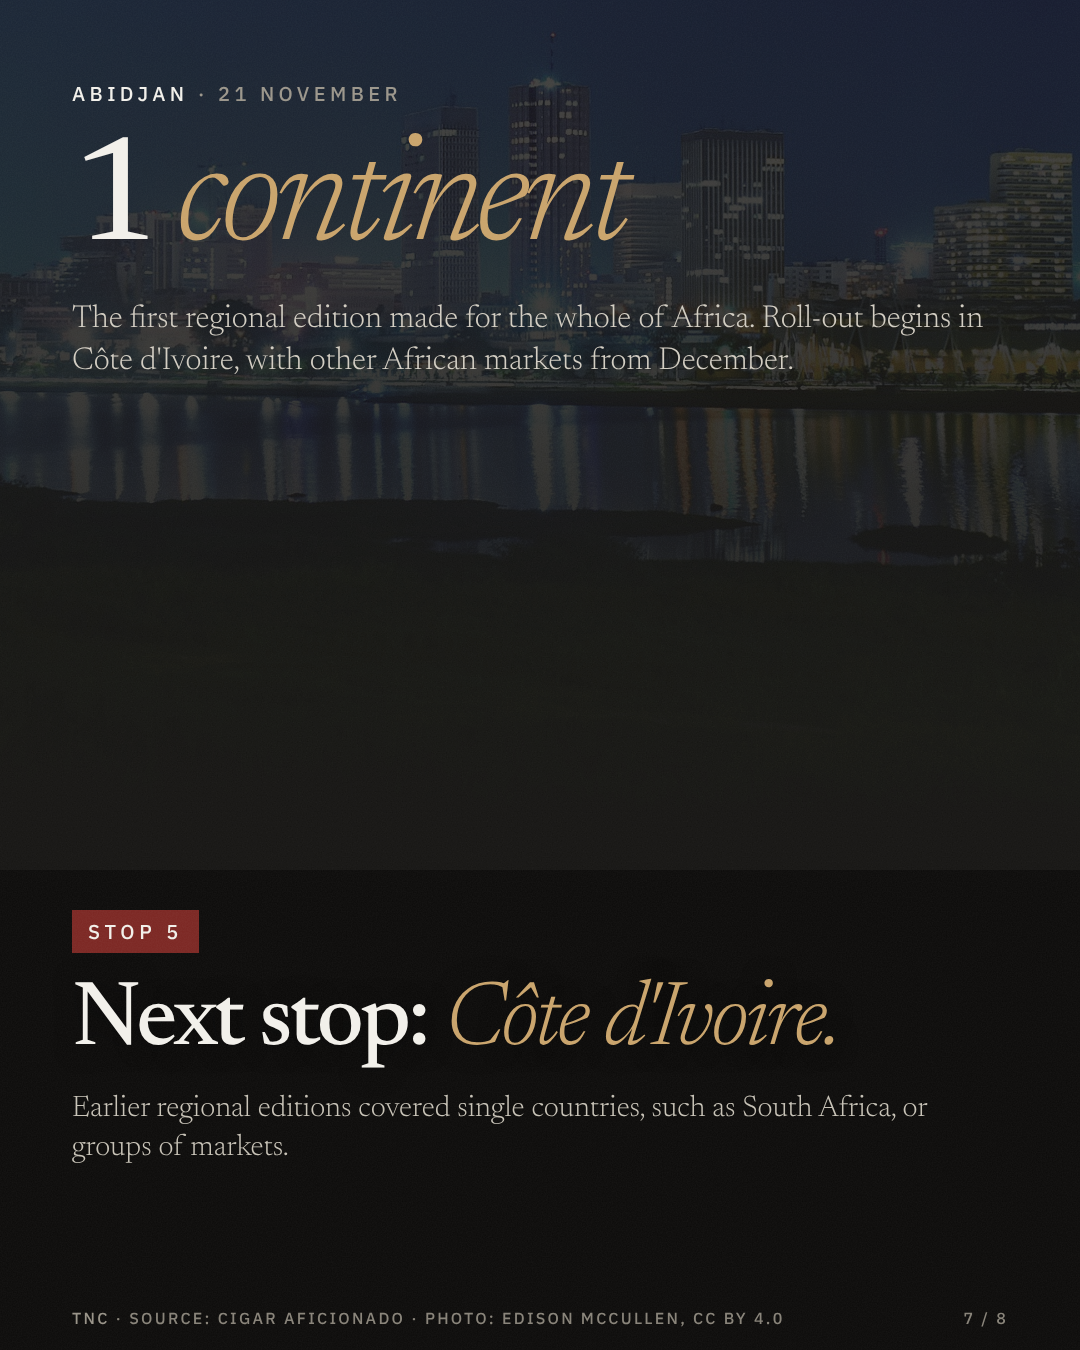 ABIDJAN · 21 NOVEMBER
1 continent
The first regional edition made for the whole of Africa. Roll-out begins in
Côte d'Ivoire, with other African markets from December.
STOP 5
Next stop: Côte d'Ivoire.
Earlier regional editions covered single countries, such as South Africa, or
groups of markets.
TNC · SOURCE: CIGAR AFICIONADO · PHOTO: EDISON MCCULLEN, CC BY 4.0 7 / 8